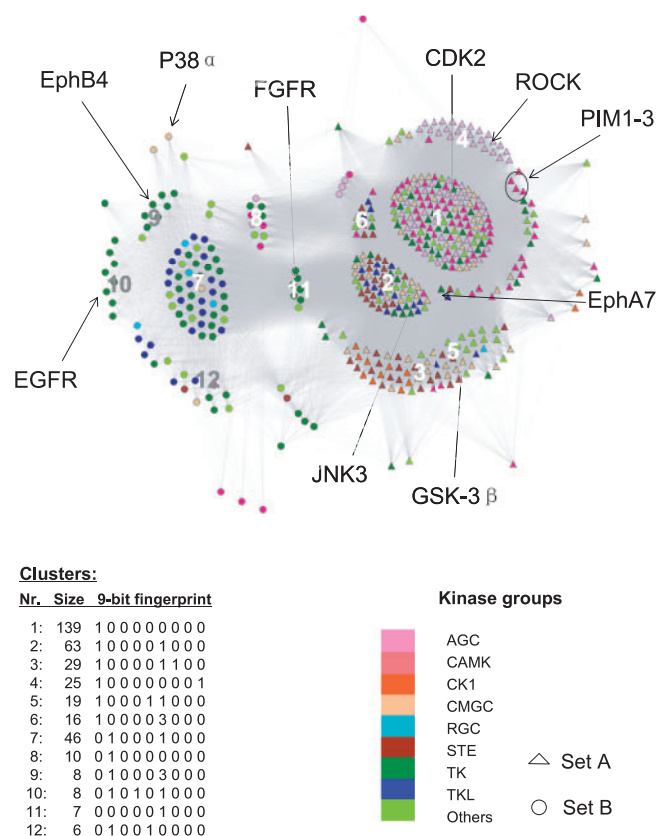 CDK2
P38 α
ROCK
EphB4
FGFR
PIM1-3
4
8
6
1
9
10
7
2
11
EphA7
5
EGFR
12
3
JNK3
GSK-3 β
Clusters:
Nr. Size 9-bit fingerprint
1: 139 1 0 0 0 0 0 0 0 0
2: 63 1 0 0 0 0 1 0 0 0
3: 29 1 0 0 0 0 1 1 0 0
4: 25 1 0 0 0 0 0 0 0 1
5: 19 1 0 0 0 1 1 0 0 0
6: 16 1 0 0 0 0 3 0 0 0
7: 46 0 1 0 0 0 1 0 0 0
8: 10 0 1 0 0 0 0 0 0 0
9: 8 0 1 0 0 0 3 0 0 0
10: 8 0 1 0 1 0 1 0 0 0
11: 7 0 0 0 0 0 1 0 0 0
12: 6 0 1 0 0 1 0 0 0 0
Kinase groups
AGC
CAMK
CK1
CMGC
RGC
STE
TK
TKL
Others
Set A
Set B